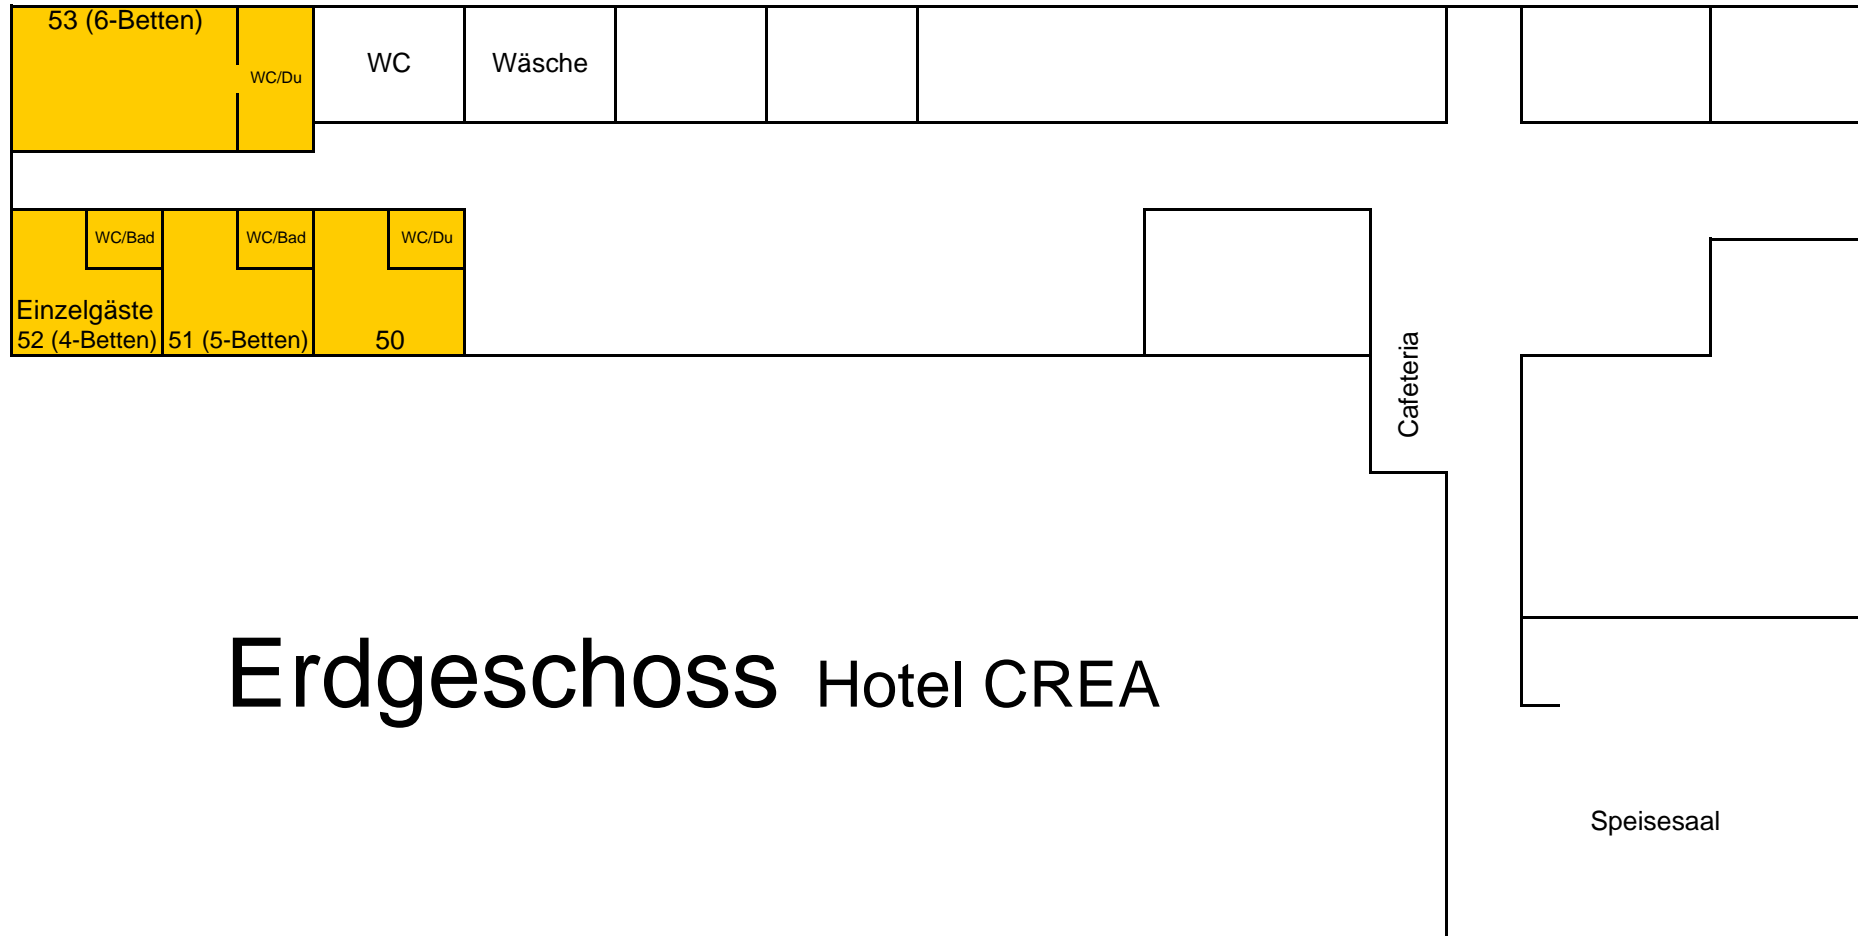 53 (6-Betten)
WC/Du
WC
Wäsche
WC/Bad
WC/Bad
WC/Du
Einzelgäste
52 (4-Betten)
51 (5-Betten)
50
Cafeteria
Erdgeschoss Hotel CREA
Speisesaal